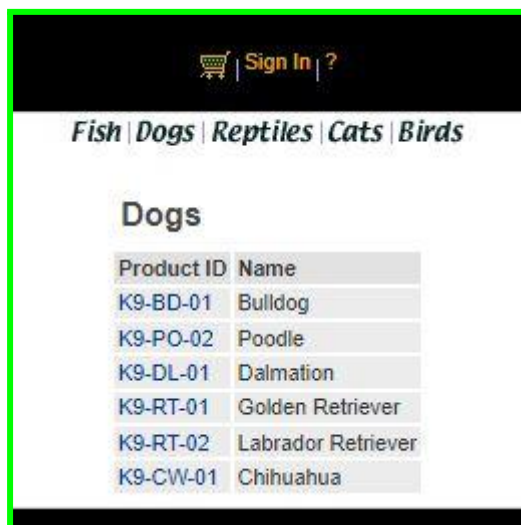 | Sign In | ?
Fish | Dogs | Reptiles | Cats | Birds
Dogs
Product ID Name
K9-BD-01 Bulldog
K9-PO-02 Poodle
K9-DL-01 Dalmation
K9-RT-01 Golden Retriever
K9-RT-02 Labrador Retriever
K9-CW-01 Chihuahua